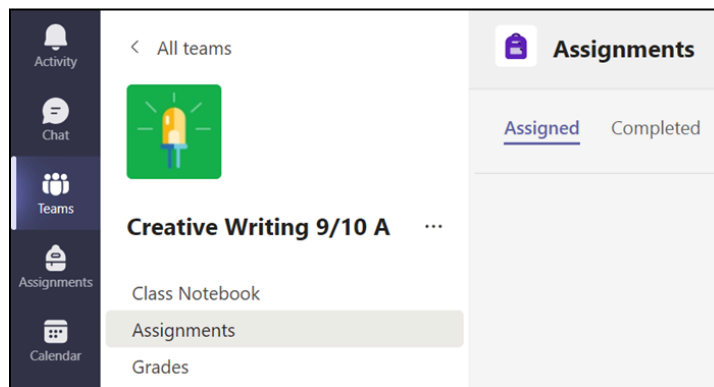 Activity
Chat
Teams
Assignments
Calendar
All teams
Creative Writing 9/10 A
Class Notebook
Assignments
Grades
Assignments
Assigned Completed